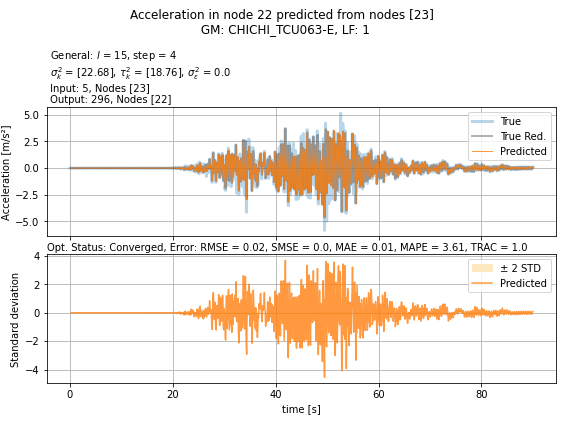 Acceleration in node 22 predicted from nodes [23]
GM: CHICHI_TCU063-E, LF: 1
General: l = 15, step = 4
σ²ₖ = [22.68], τ²ₖ = [18.76], σ²_ε = 0.0
Input: 5, Nodes [23]
Output: 296, Nodes [22]
Acceleration [m/s²]
5.0
2.5
0.0
−2.5
−5.0
True
True Red.
Predicted
Opt. Status: Converged, Error: RMSE = 0.02, SMSE = 0.0, MAE = 0.01, MAPE = 3.61, TRAC = 1.0
Standard deviation
4
2
0
−2
−4
± 2 STD
Predicted
0 20 40 60 80
time [s]